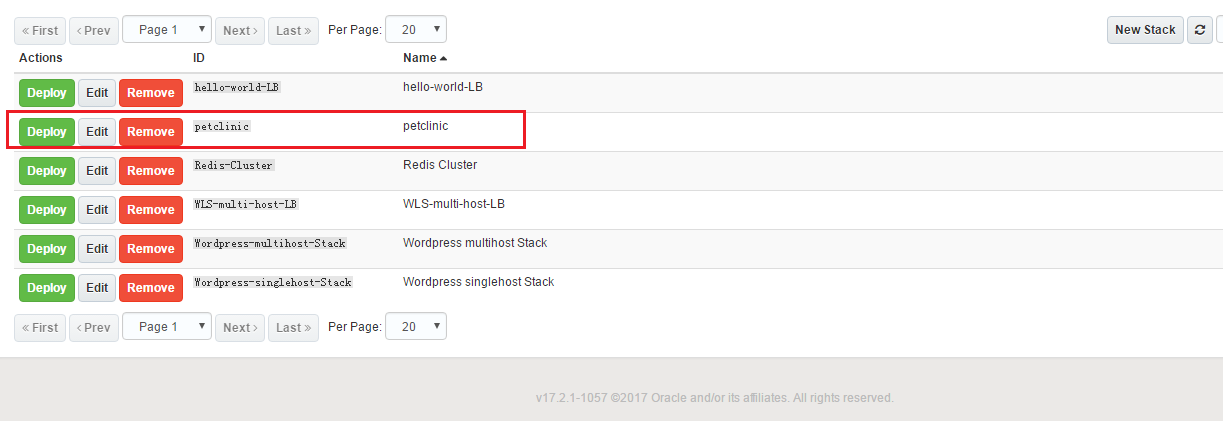 « First ‹ Prev Page 1 Next › Last » Per Page: 20 New Stack
Actions ID Name
Deploy Edit Remove hello-world-LB hello-world-LB
Deploy Edit Remove petclinic petclinic
Deploy Edit Remove Redis-Cluster Redis Cluster
Deploy Edit Remove WLS-multi-host-LB WLS-multi-host-LB
Deploy Edit Remove Wordpress-multihost-Stack Wordpress multihost Stack
Deploy Edit Remove Wordpress-singlehost-Stack Wordpress singlehost Stack
« First ‹ Prev Page 1 Next › Last » Per Page: 20
v17.2.1-1057 ©2017 Oracle and/or its affiliates. All rights reserved.